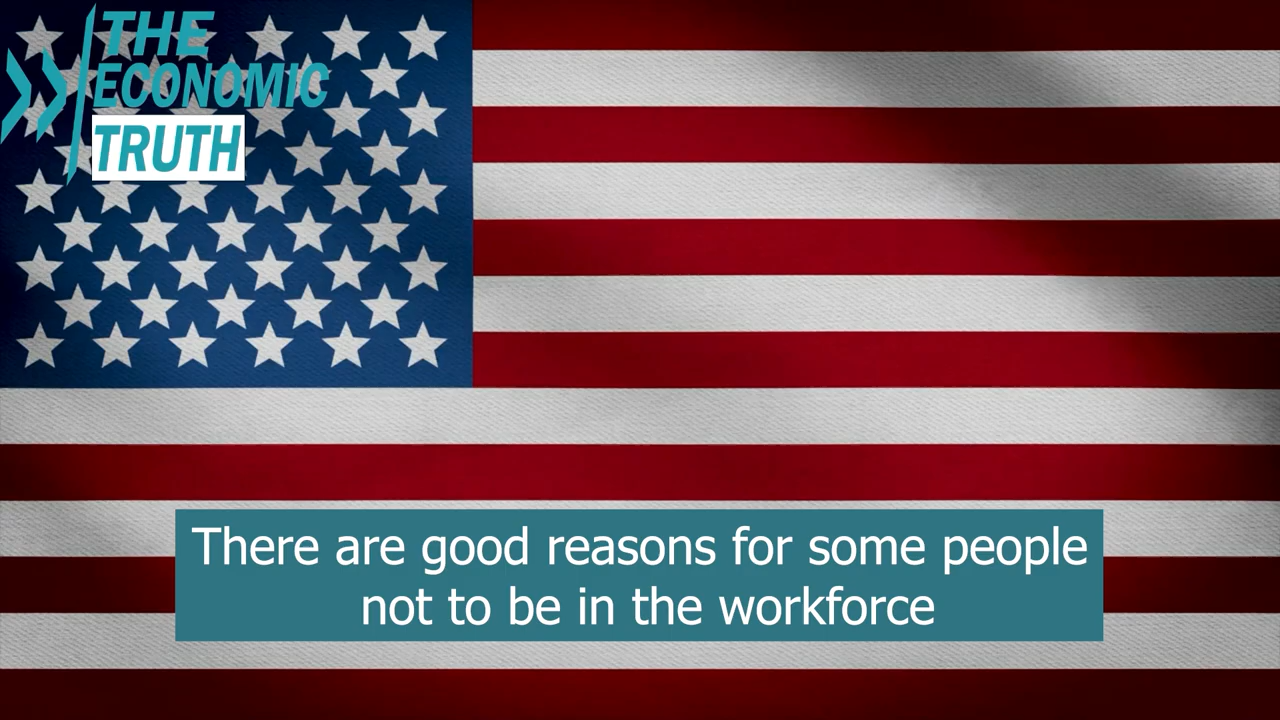 THE
ECONOMIC
TRUTH
There are good reasons for some people
not to be in the workforce